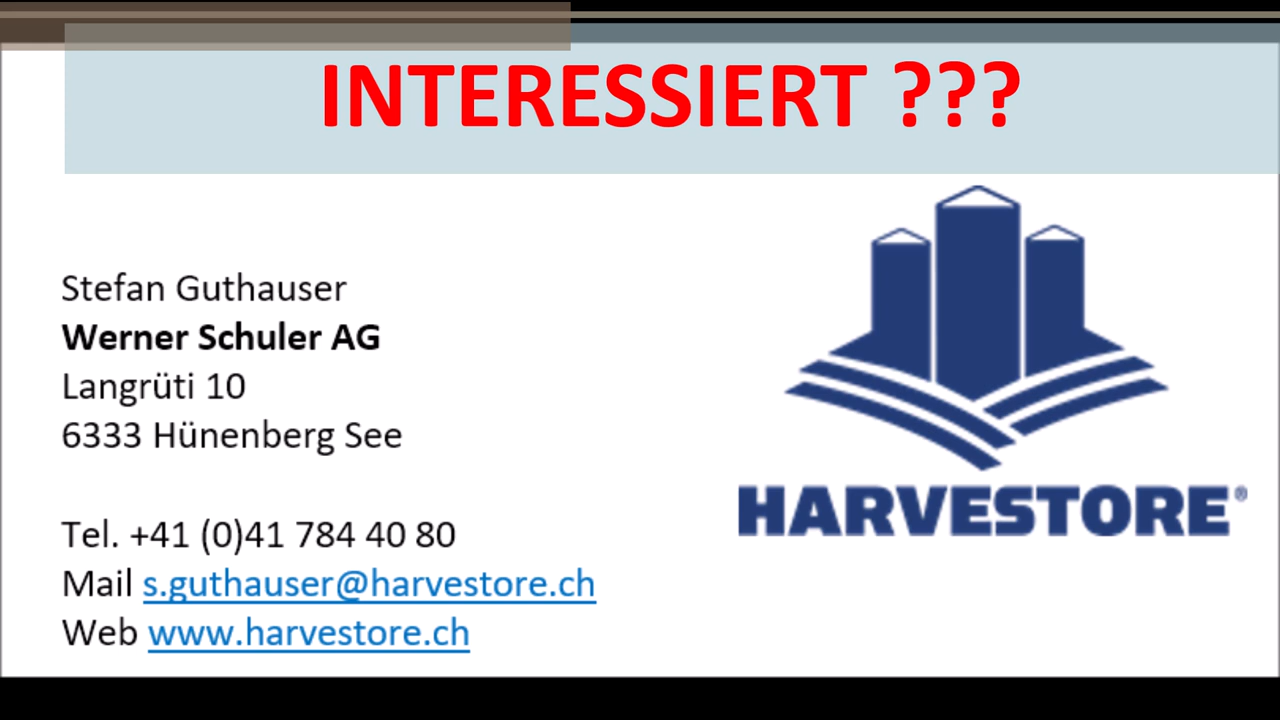 INTERESSIERT ???
Stefan Guthauser
Werner Schuler AG
Langrüti 10
6333 Hünenberg See
Tel. +41 (0)41 784 40 80
Mail s.guthauser@harvestore.ch
Web www.harvestore.ch
HARVESTORE®